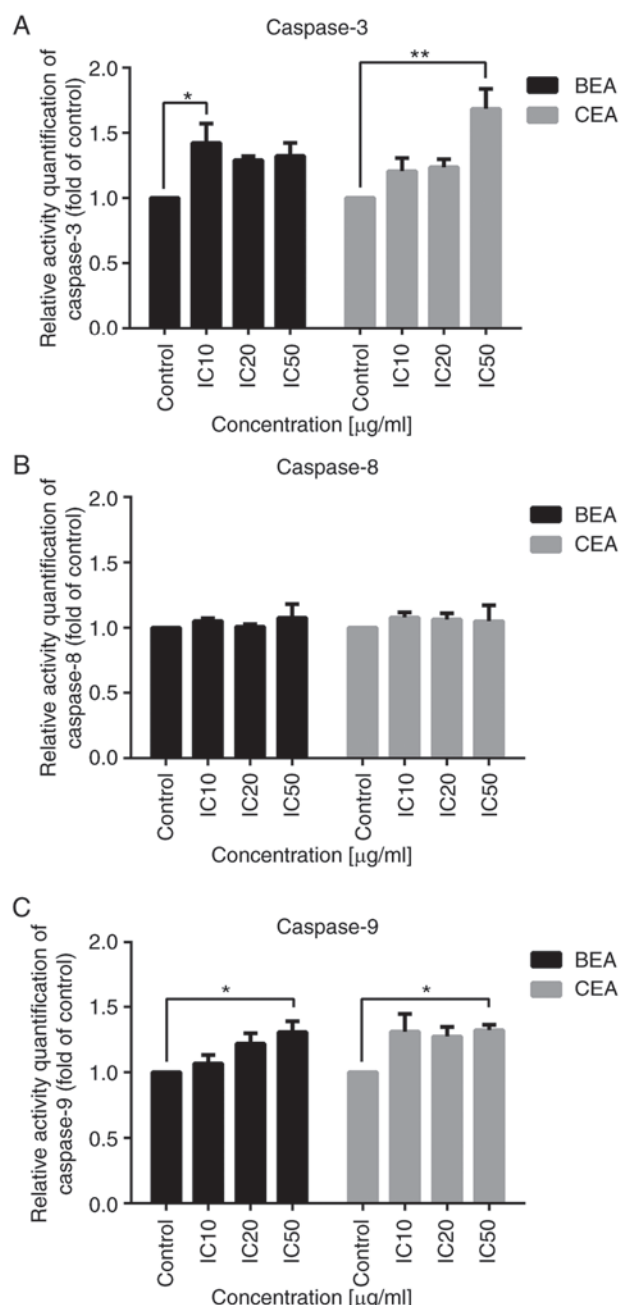 A
Caspase-3
Relative activity quantification of
caspase-3 (fold of control)
2.0
1.5
1.0
0.5
0.0
*
**
BEA
CEA
Control
IC10
IC20
IC50
Control
IC10
IC20
IC50
Concentration [μg/ml]
B
Caspase-8
Relative activity quantification of
caspase-8 (fold of control)
2.0
1.5
1.0
0.5
0.0
BEA
CEA
Control
IC10
IC20
IC50
Control
IC10
IC20
IC50
Concentration [μg/ml]
C
Caspase-9
Relative activity quantification of
caspase-9 (fold of control)
2.0
1.5
1.0
0.5
0.0
*
*
BEA
CEA
Control
IC10
IC20
IC50
Control
IC10
IC20
IC50
Concentration [μg/ml]